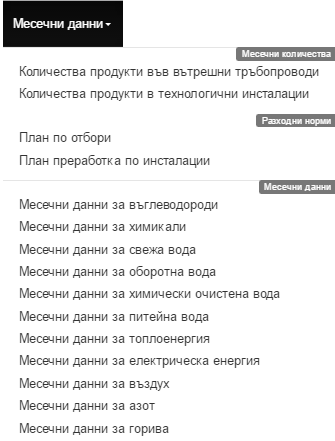 Месечни данни
Месечни количества
Количества продукти във вътрешни тръбопроводи
Количества продукти в технологични инсталации
Разходни норми
План по отбори
План преработка по инсталации
Месечни данни
Месечни данни за въглеводороди
Месечни данни за химикали
Месечни данни за свежа вода
Месечни данни за оборотна вода
Месечни данни за химически очистена вода
Месечни данни за питейна вода
Месечни данни за топлоенергия
Месечни данни за електрическа енергия
Месечни данни за въздух
Месечни данни за азот
Месечни данни за горива